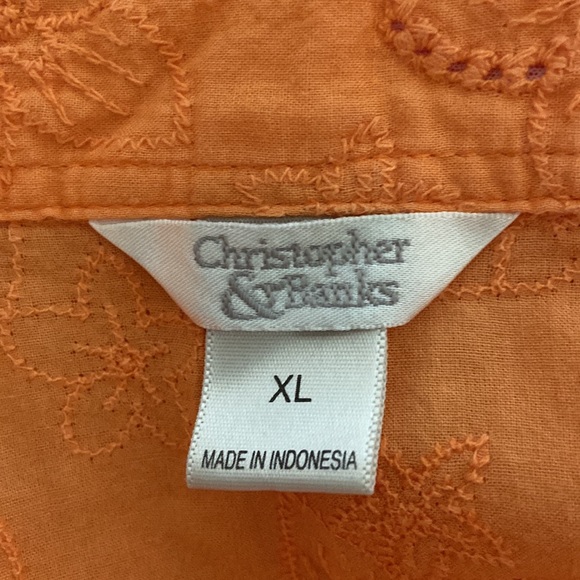 Christopher
& Banks
XL
MADE IN INDONESIA